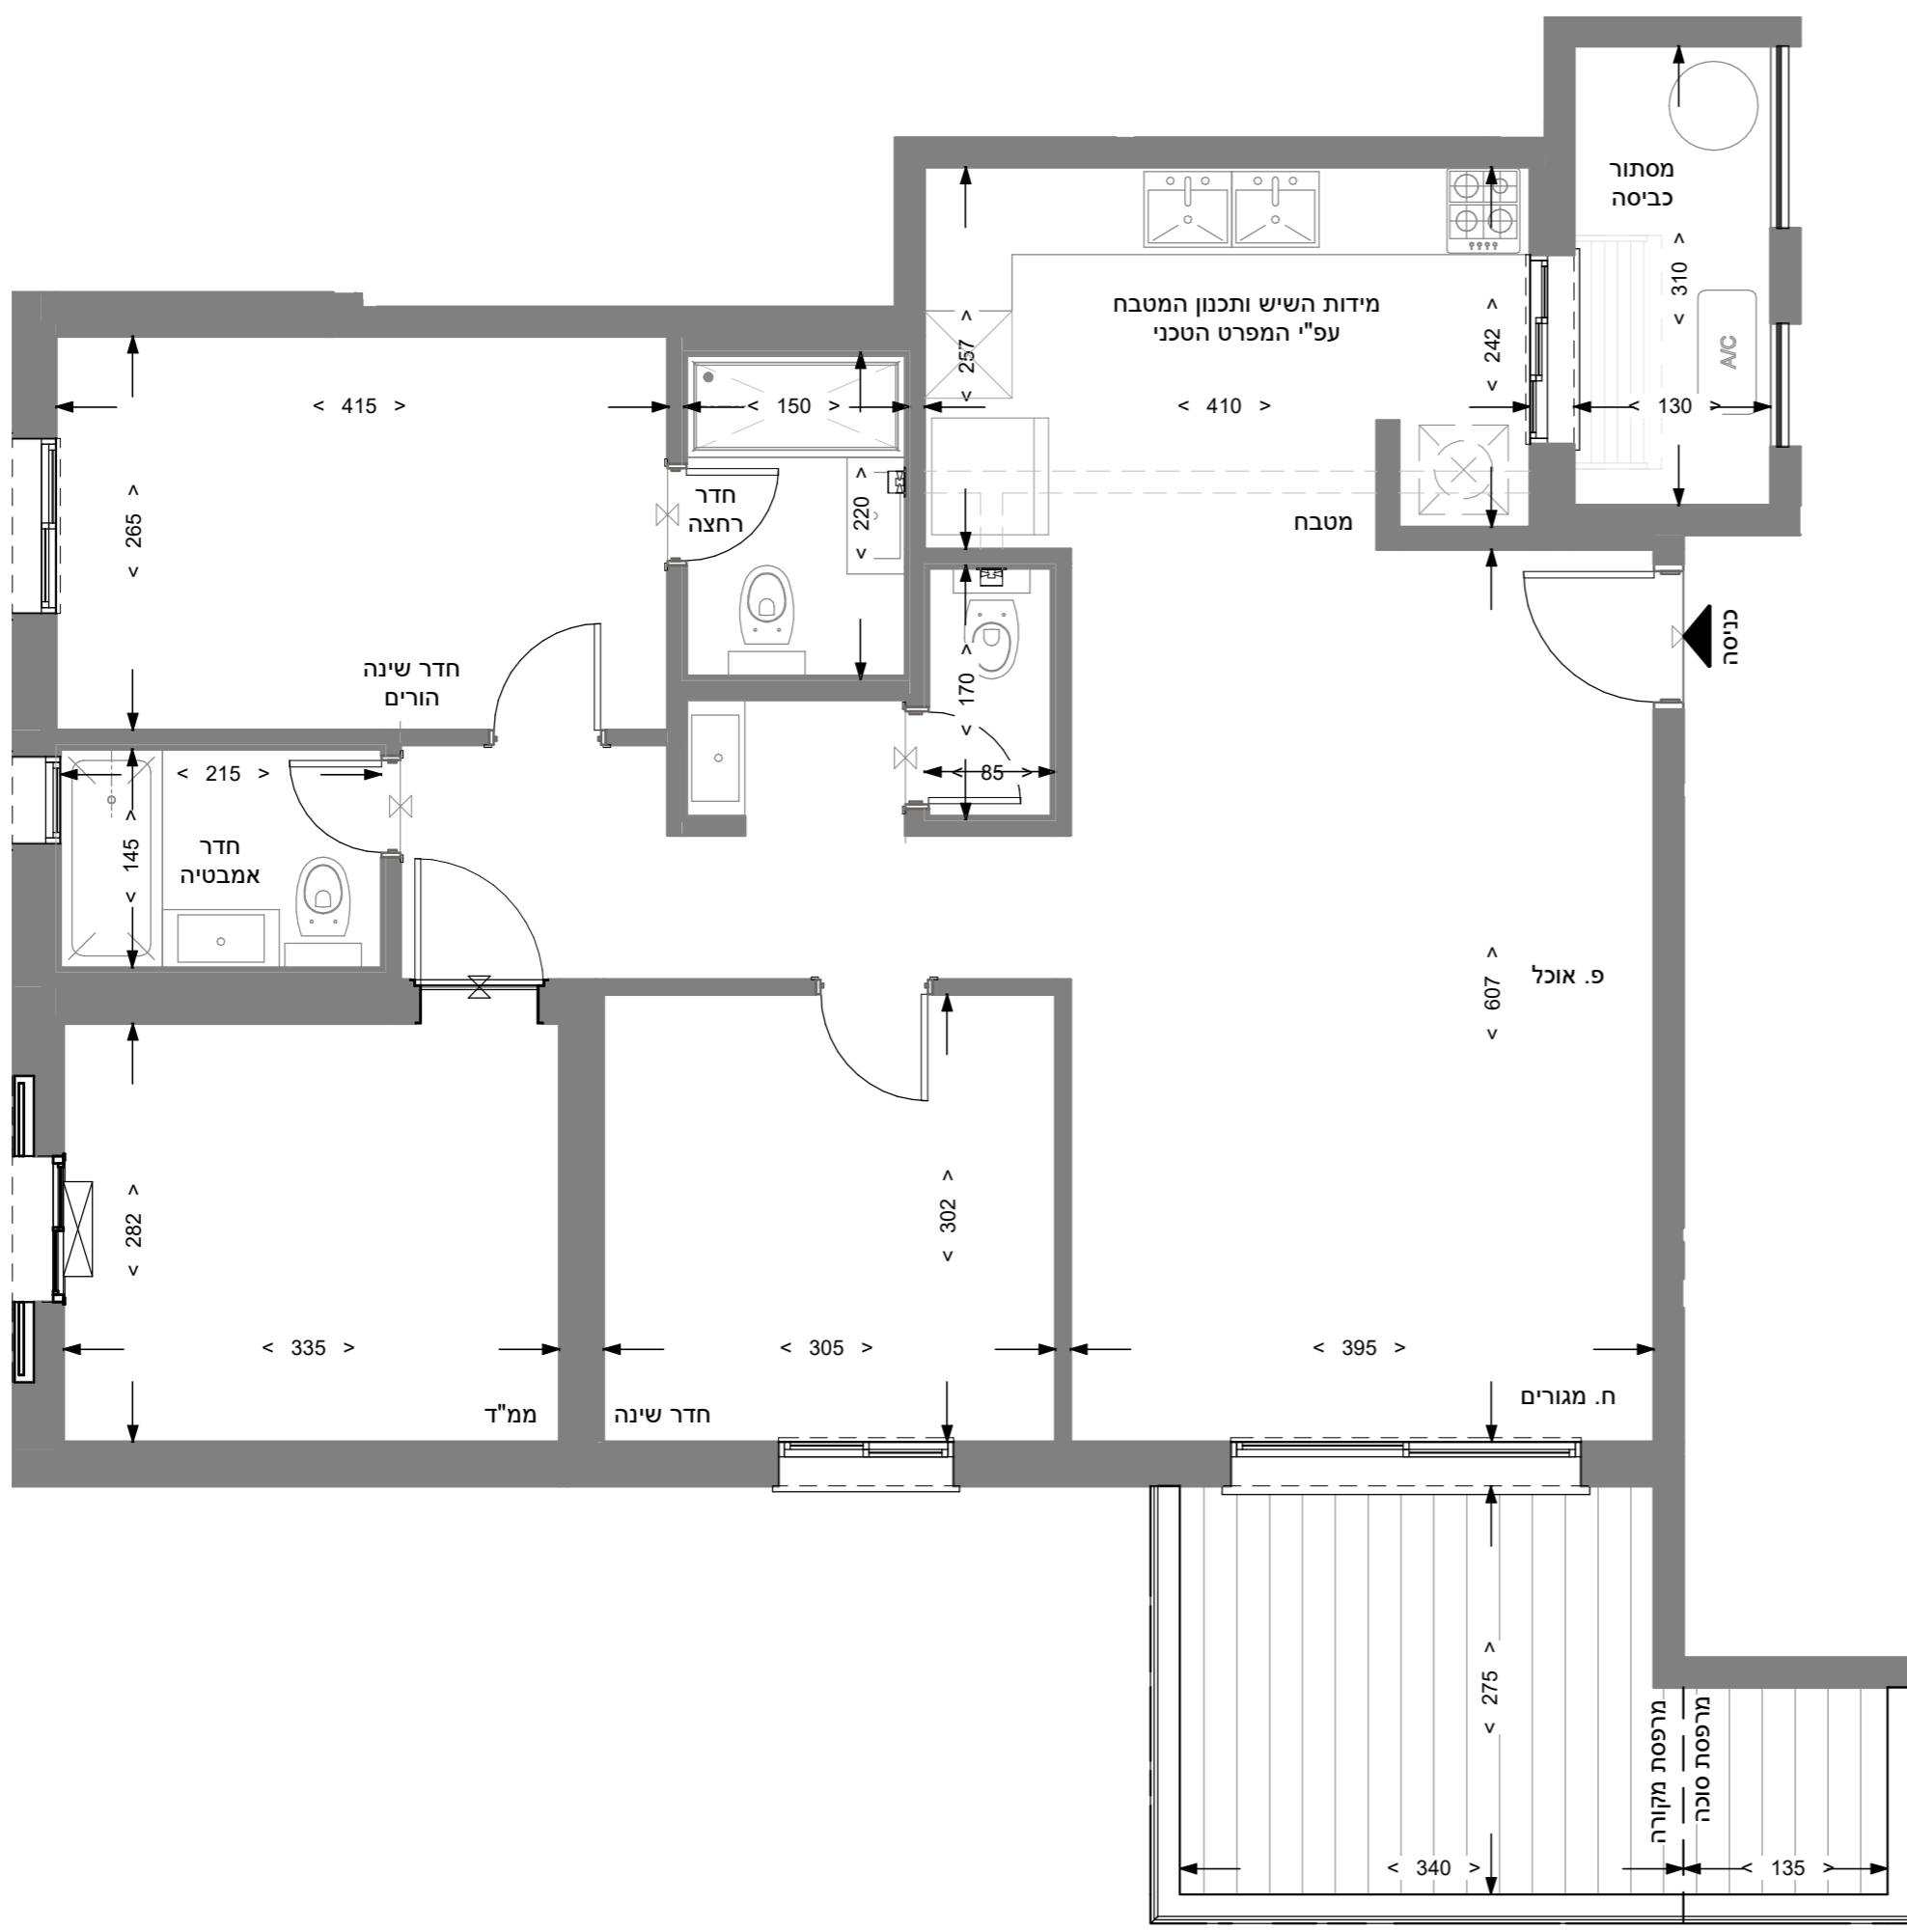 מסתור
כביסה
< 310 >
A/C
< 130 >
מידות השיש ותכנון המטבח
עפ"י המפרט הטכני
< 257 >
< 242 >
< 410 >
מטבח
< 415 >
< 265 >
חדר שינה
הורים
< 150 >
חדר
רחצה
< 220 >
< 170 >
< 85 >
כניסה
< 215 >
< 145 >
חדר
אמבטיה
פ. אוכל
< 607 >
< 282 >
< 335 >
ממ"ד
< 302 >
< 305 >
חדר שינה
< 395 >
ח. מגורים
< 275 >
מרפסת מקורה
מרפסת סוכה
< 340 >
< 135 >